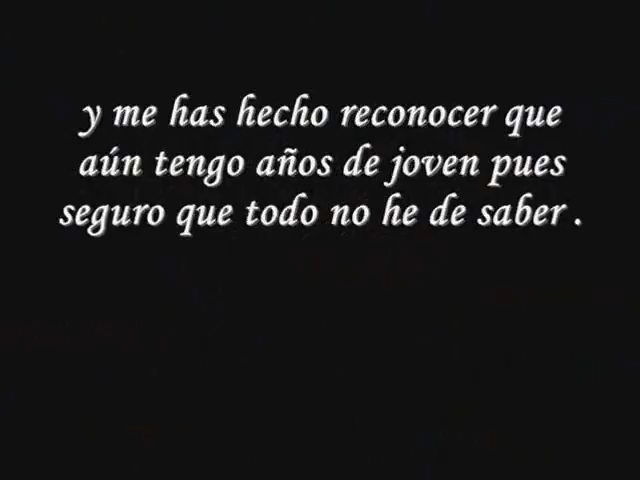 y me has hecho reconocer que
aún tengo años de joven pues
seguro que todo no he de saber .